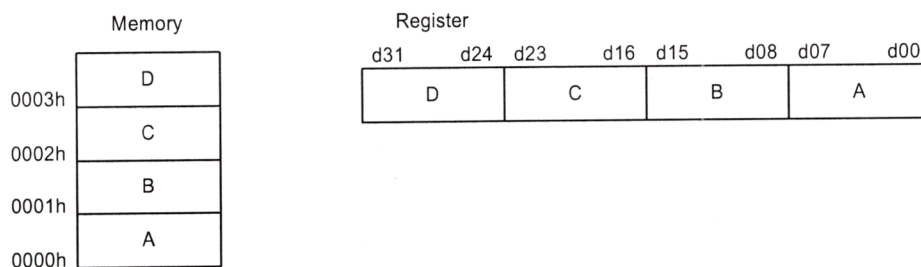 Memory
D
0003h
C
0002h
B
0001h
A
0000h
Register
d31 d24 d23 d16 d15 d08 d07 d00
D C B A